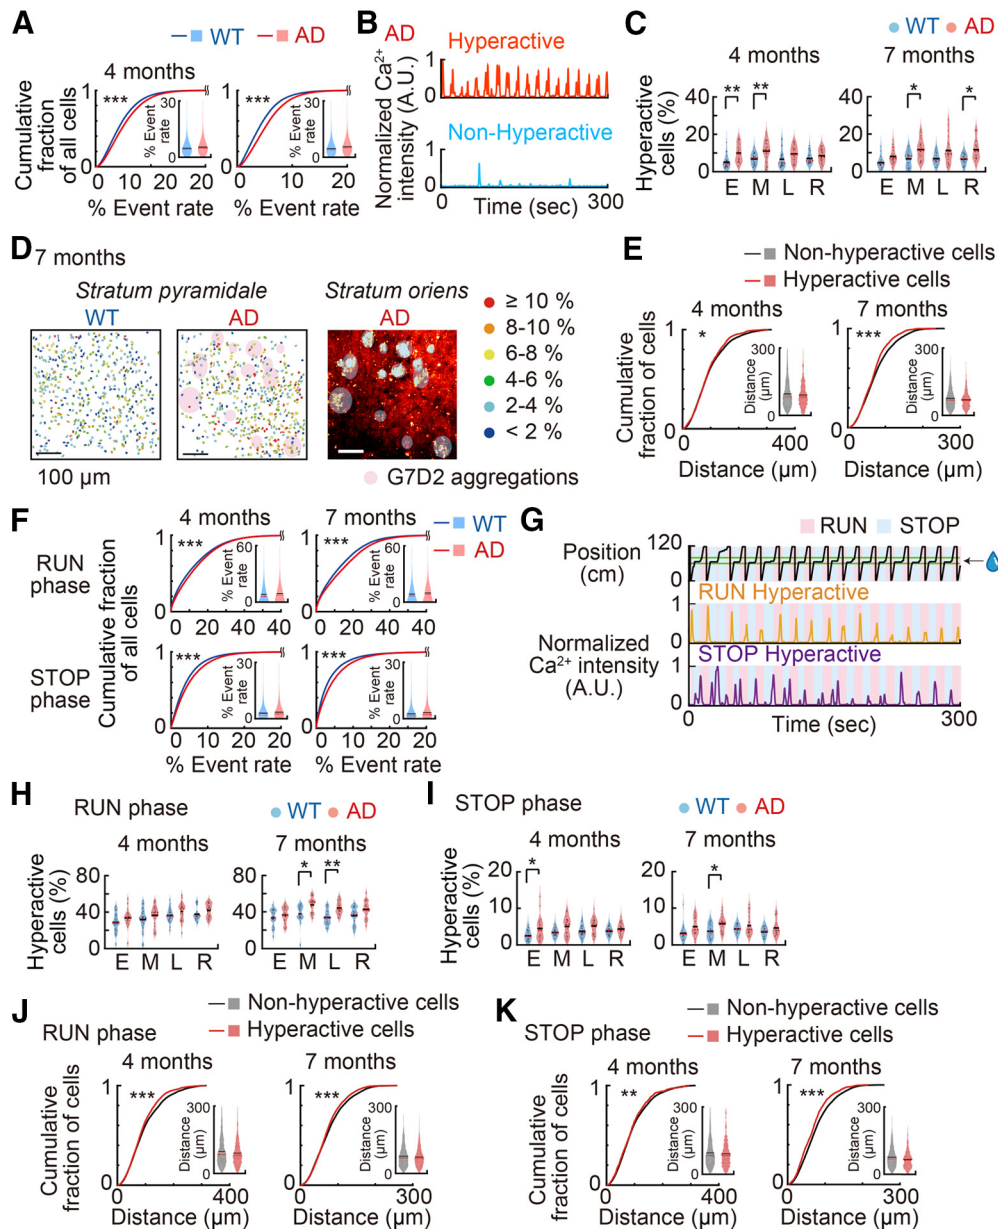 A
WT AD
4 months
Cumulative
fraction
of all cells
1
0
***
% Event
rate
30
0
0 10 20
% Event rate
***
% Event
rate
30
0
0 10 20
% Event rate
B
AD
Hyperactive
Normalized Ca²⁺
intensity (A.U.)
1
0
Non-Hyperactive
1
0
Time (sec)
300
C
WT AD
4 months
7 months
Hyperactive
cells (%)
40
20
0
** **
E M L R
40
20
0
* *
E M L R
D
7 months
Stratum pyramidale
Stratum oriens
WT
AD
AD
≥ 10 %
8-10 %
6-8 %
4-6 %
2-4 %
< 2 %
100 µm
G7D2 aggregations
E
Non-hyperactive cells
Hyperactive cells
4 months
7 months
Cumulative
fraction of cells
1
0
*
Distance
(µm)
300
0
0 400
Distance (µm)
1
0
***
Distance
(µm)
300
0
0 300
Distance (µm)
F
4 months
7 months
WT
AD
RUN
phase
STOP
phase
Cumulative fraction
of all cells
1
0
***
% Event
rate
60
0
0 20 40
1
0
***
% Event
rate
60
0
0 20 40
1
0
***
% Event
rate
30
0
0 10 20
% Event rate
1
0
***
% Event
rate
30
0
0 10 20
% Event rate
G
RUN STOP
Position
(cm)
120
0
RUN Hyperactive
1
0
Normalized
Ca²⁺ intensity
(A.U.)
STOP Hyperactive
1
0
0 300
Time (sec)
H
RUN phase
WT AD
4 months
7 months
Hyperactive
cells (%)
80
40
0
E M L R
80
40
0
* **
E M L R
I
STOP phase
WT AD
4 months
7 months
Hyperactive
cells (%)
20
10
0
*
E M L R
20
10
0
*
E M L R
J
Non-hyperactive cells
Hyperactive cells
RUN phase
4 months
7 months
Cumulative
fraction of cells
1
0
***
Distance
(µm)
300
0
0 400
Distance (µm)
1
0
***
Distance
(µm)
300
0
0 300
Distance (µm)
K
Non-hyperactive cells
Hyperactive cells
STOP phase
4 months
7 months
Cumulative
fraction of cells
1
0
**
Distance
(µm)
300
0
0 400
Distance (µm)
1
0
***
Distance
(µm)
300
0
0 300
Distance (µm)